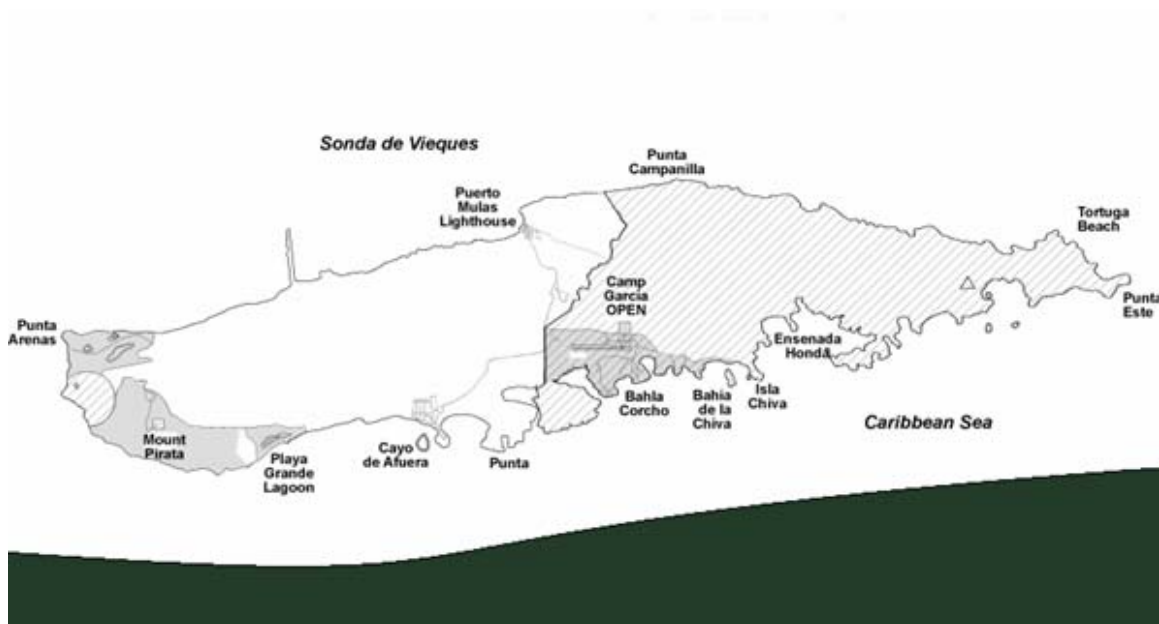 Sonda de Vieques
Punta
Campanilla
Puerto
Mulas
Lighthouse
Tortuga
Beach
Camp
Garcia
OPEN
Punta
Este
Punta
Arenas
Ensenada
Honda
Isla
Chiva
Bahia
de la
Chiva
Bahla
Corcho
Caribbean Sea
Mount
Pirata
Playa
Grande
Lagoon
Cayo
de Afuera
Punta